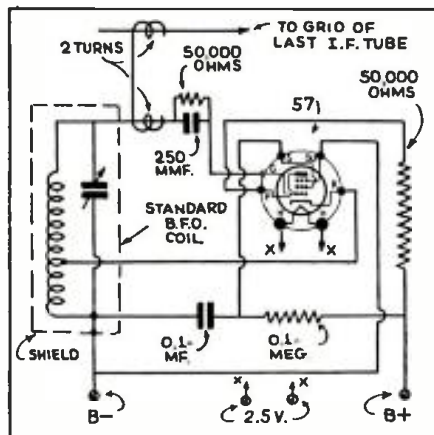 TO GRID OF
LAST I.F. TUBE
2 TURNS
50,000
OHMS
50,000
OHMS
57
250
MMF.
X
X
STANDARD
B.F.O.
COIL
SHIELD
0.1-
MF.
0.1-
MEG
X
X
B-
2.5 V.
B+